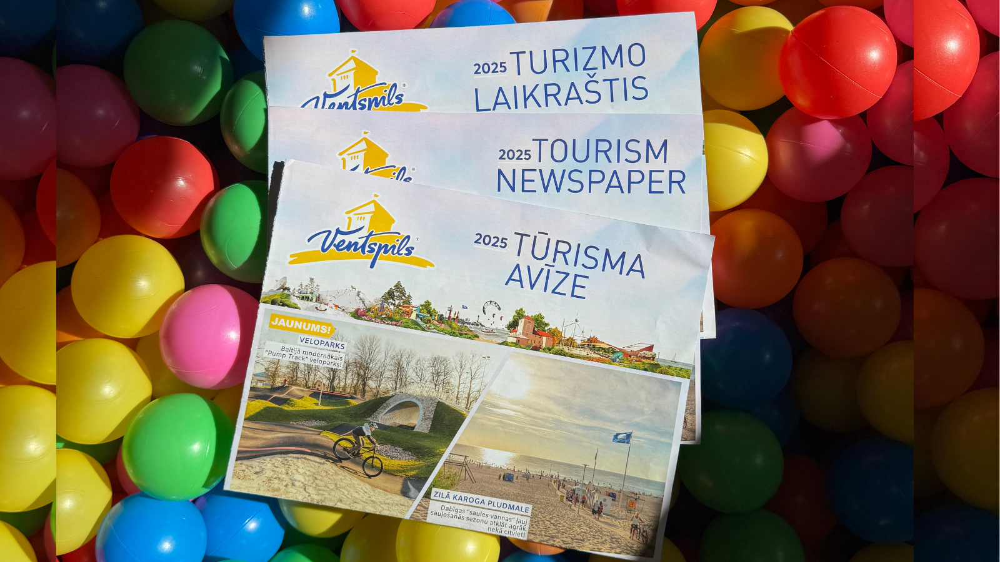 Ventspils
2025 TURIZMO
LAIKRAŠTIS
2025 TOURISM
NEWSPAPER
Ventspils
2025 TŪRISMA
AVĪZE
JAUNUMS!
VELOPARKS
Baltijā modernākais
"Pump Track" veloparks!
ZILĀ KAROGA PLUDMALE
Dabīgas "saules vannas" ļauj
sauļošanās sezonu atklāt agrāk
nekā citviet!